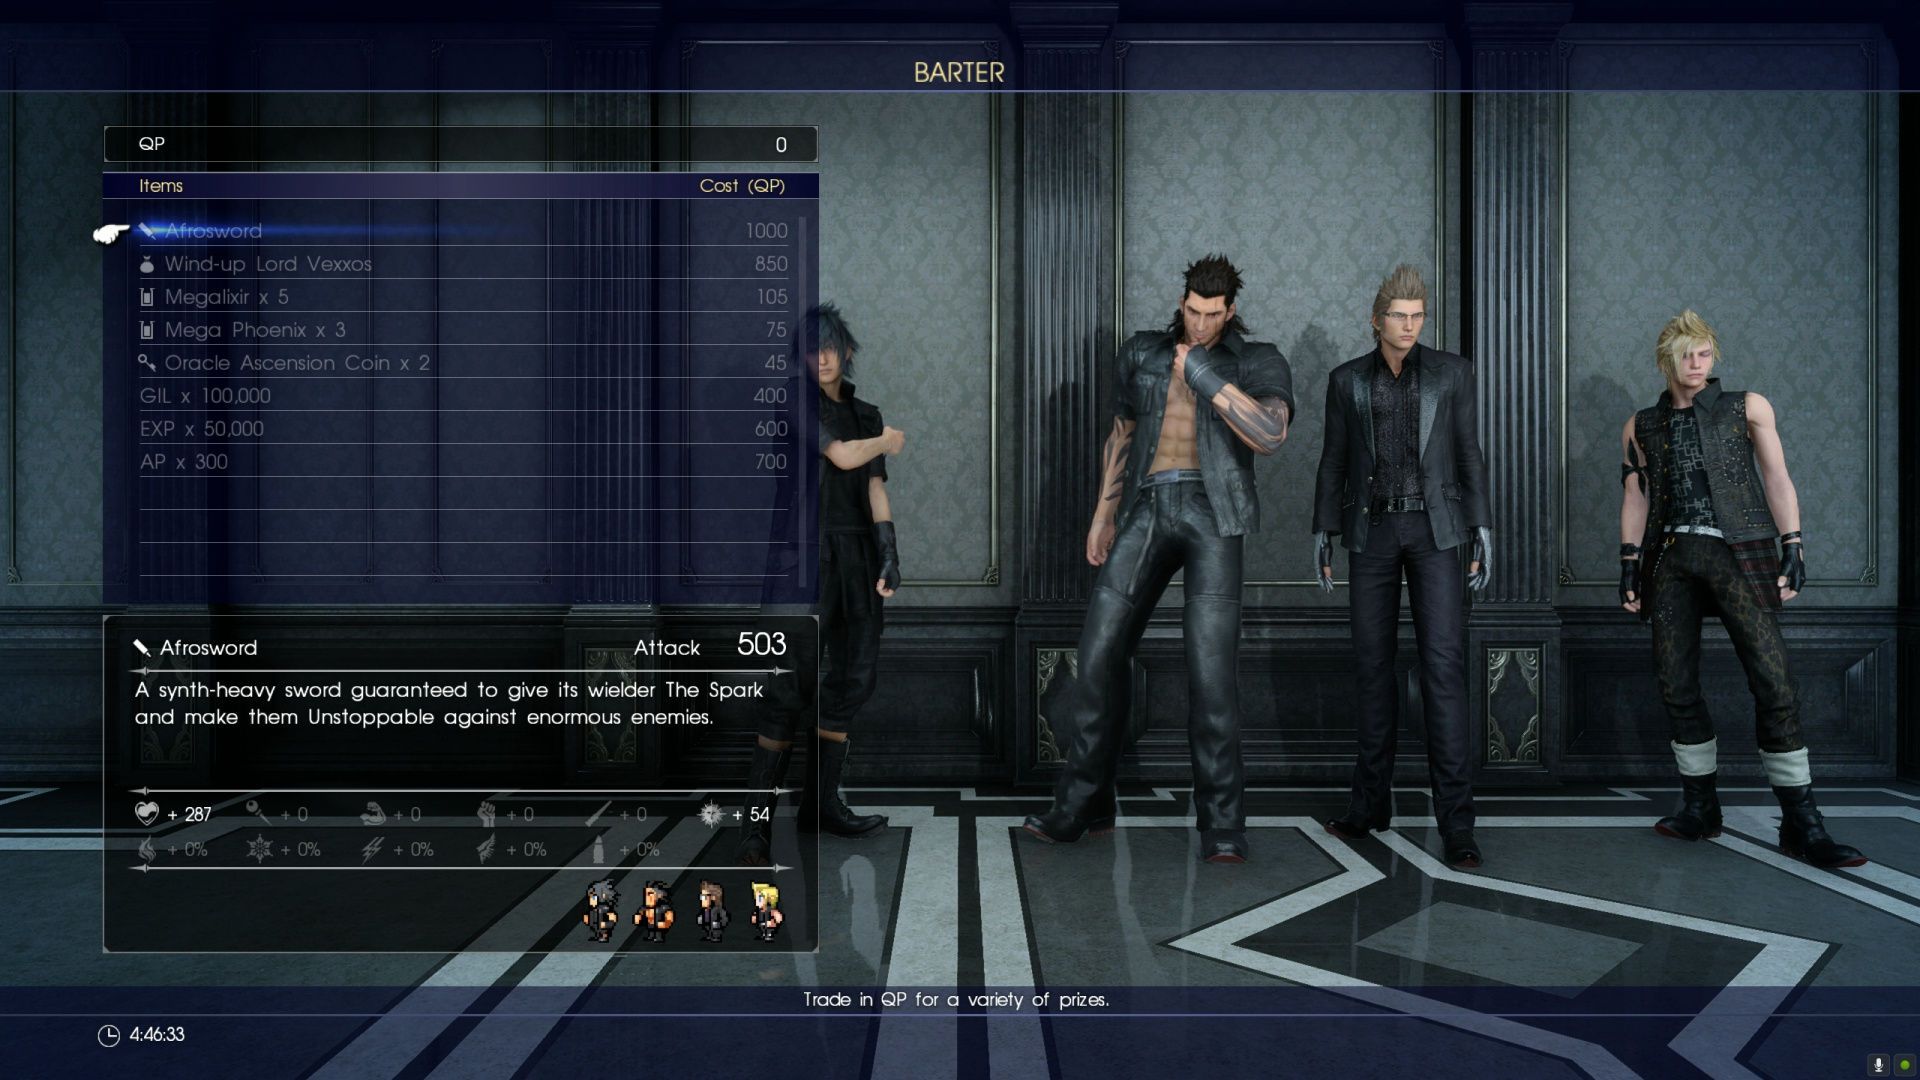 BARTER
QP 0
Items Cost (QP)
Afrosword 1000
Wind-up Lord Vexxos 850
Megalixir x 5 105
Mega Phoenix x 3 75
Oracle Ascension Coin x 2 45
GIL x 100,000 400
EXP x 50,000 600
AP x 300 700
Afrosword Attack 503
A synth-heavy sword guaranteed to give its wielder The Spark
and make them Unstoppable against enormous enemies.
+ 287 + 0 + 0 + 0 + 0 + 54
+ 0% + 0% + 0% + 0% + 0%
Trade in QP for a variety of prizes.
4:46:33